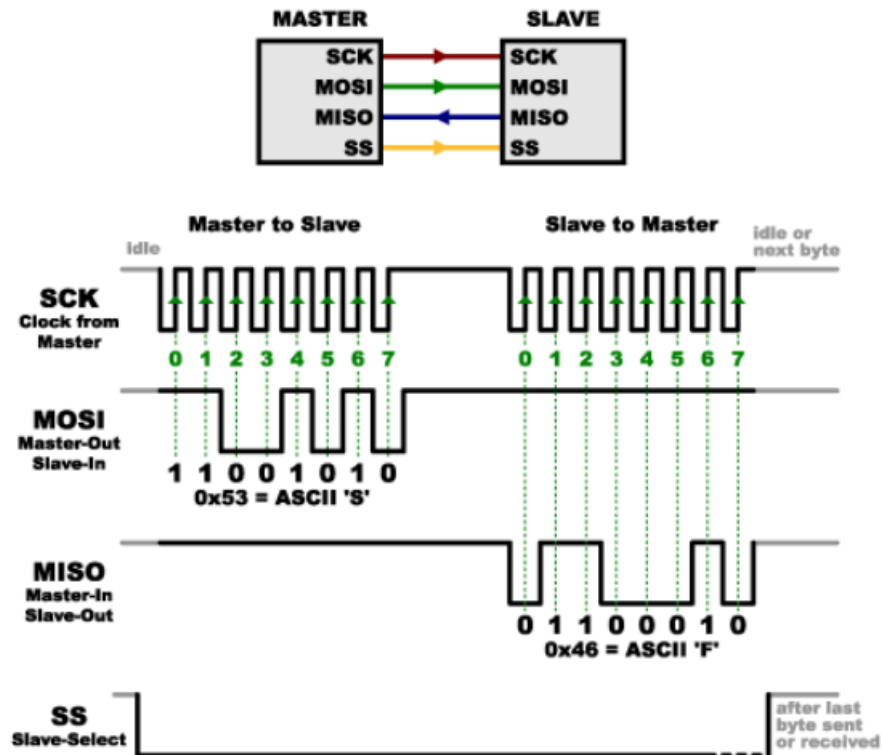 MASTER SLAVE
SCK SCK
MOSI MOSI
MISO MISO
SS SS
Master to Slave Slave to Master
idle
idle or
next byte
SCK
Clock from
Master
0 1 2 3 4 5 6 7 0 1 2 3 4 5 6 7
MOSI
Master-Out
Slave-In
1 1 0 0 1 0 1 0
0x53 = ASCII 'S'
MISO
Master-In
Slave-Out
0 1 1 0 0 0 1 0
0x46 = ASCII 'F'
SS
Slave-Select
after last
byte sent
or received